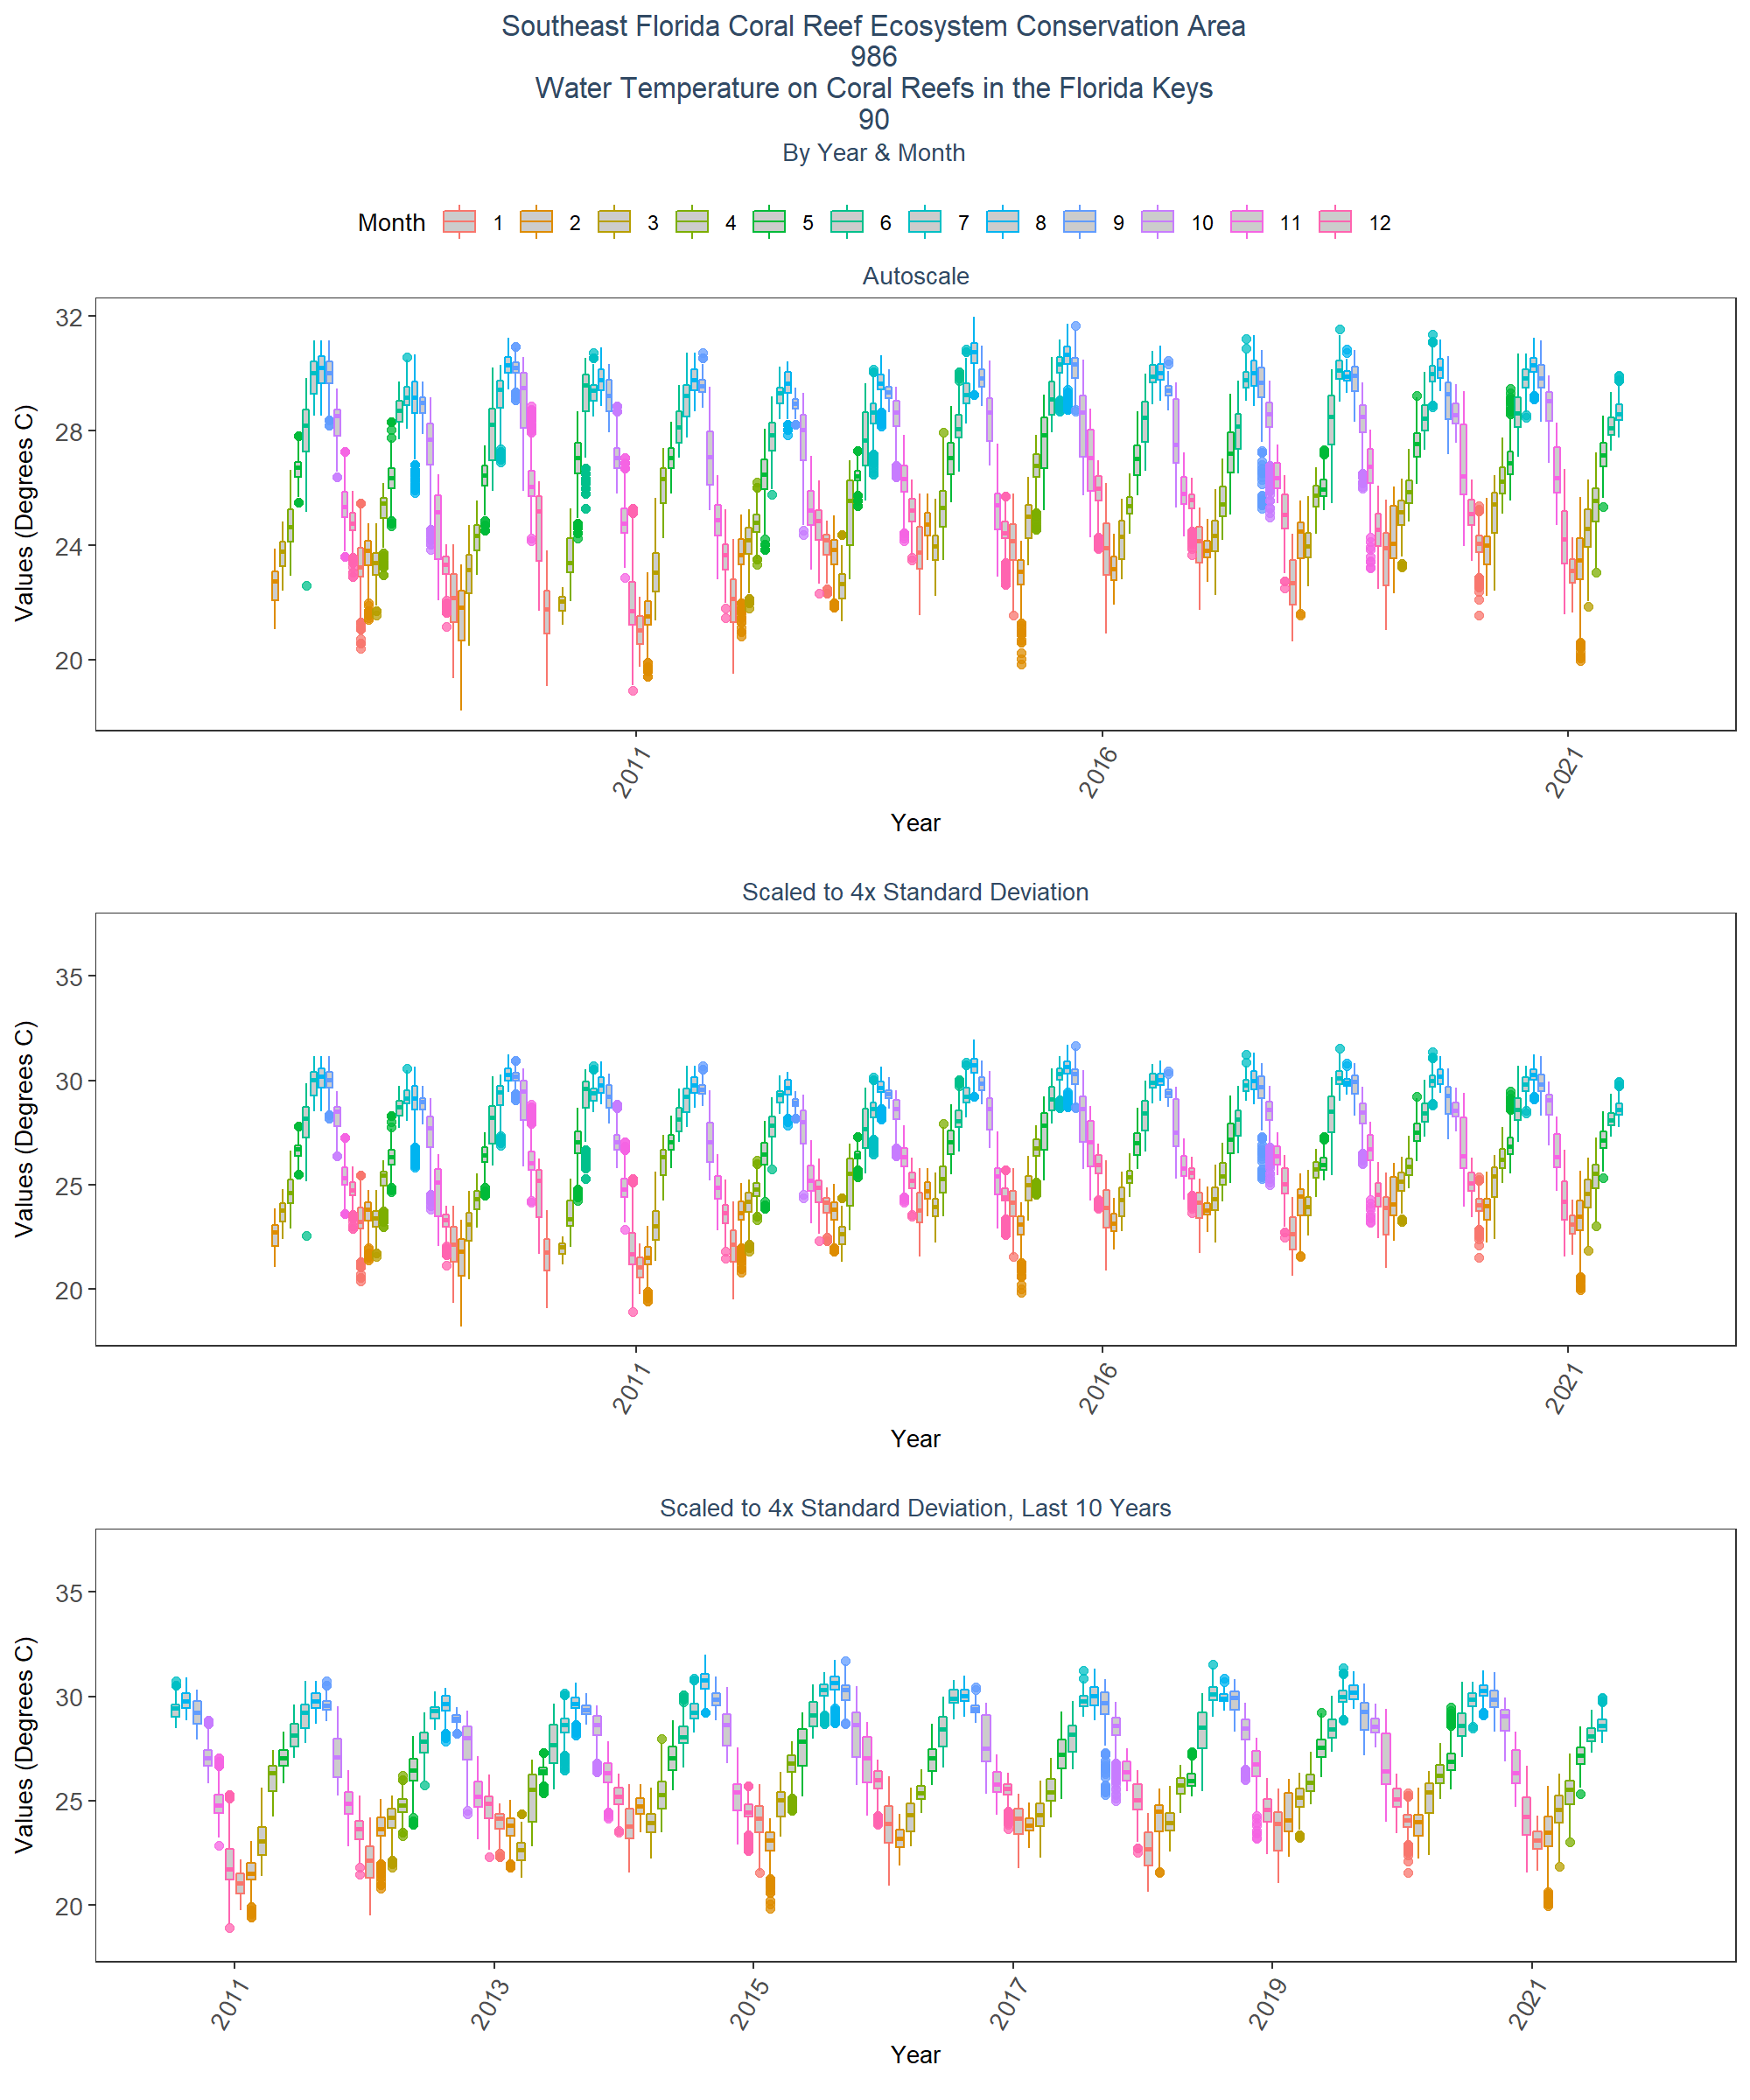 Southeast Florida Coral Reef Ecosystem Conservation Area
986
Water Temperature on Coral Reefs in the Florida Keys
90
By Year & Month
Month 1 2 3 4 5 6 7 8 9 10 11 12
Autoscale
Values (Degrees C)
32
28
24
20
2011 2016 2021
Year
Scaled to 4x Standard Deviation
Values (Degrees C)
35
30
25
20
2011 2016 2021
Year
Scaled to 4x Standard Deviation, Last 10 Years
Values (Degrees C)
35
30
25
20
2011 2013 2015 2017 2019 2021
Year